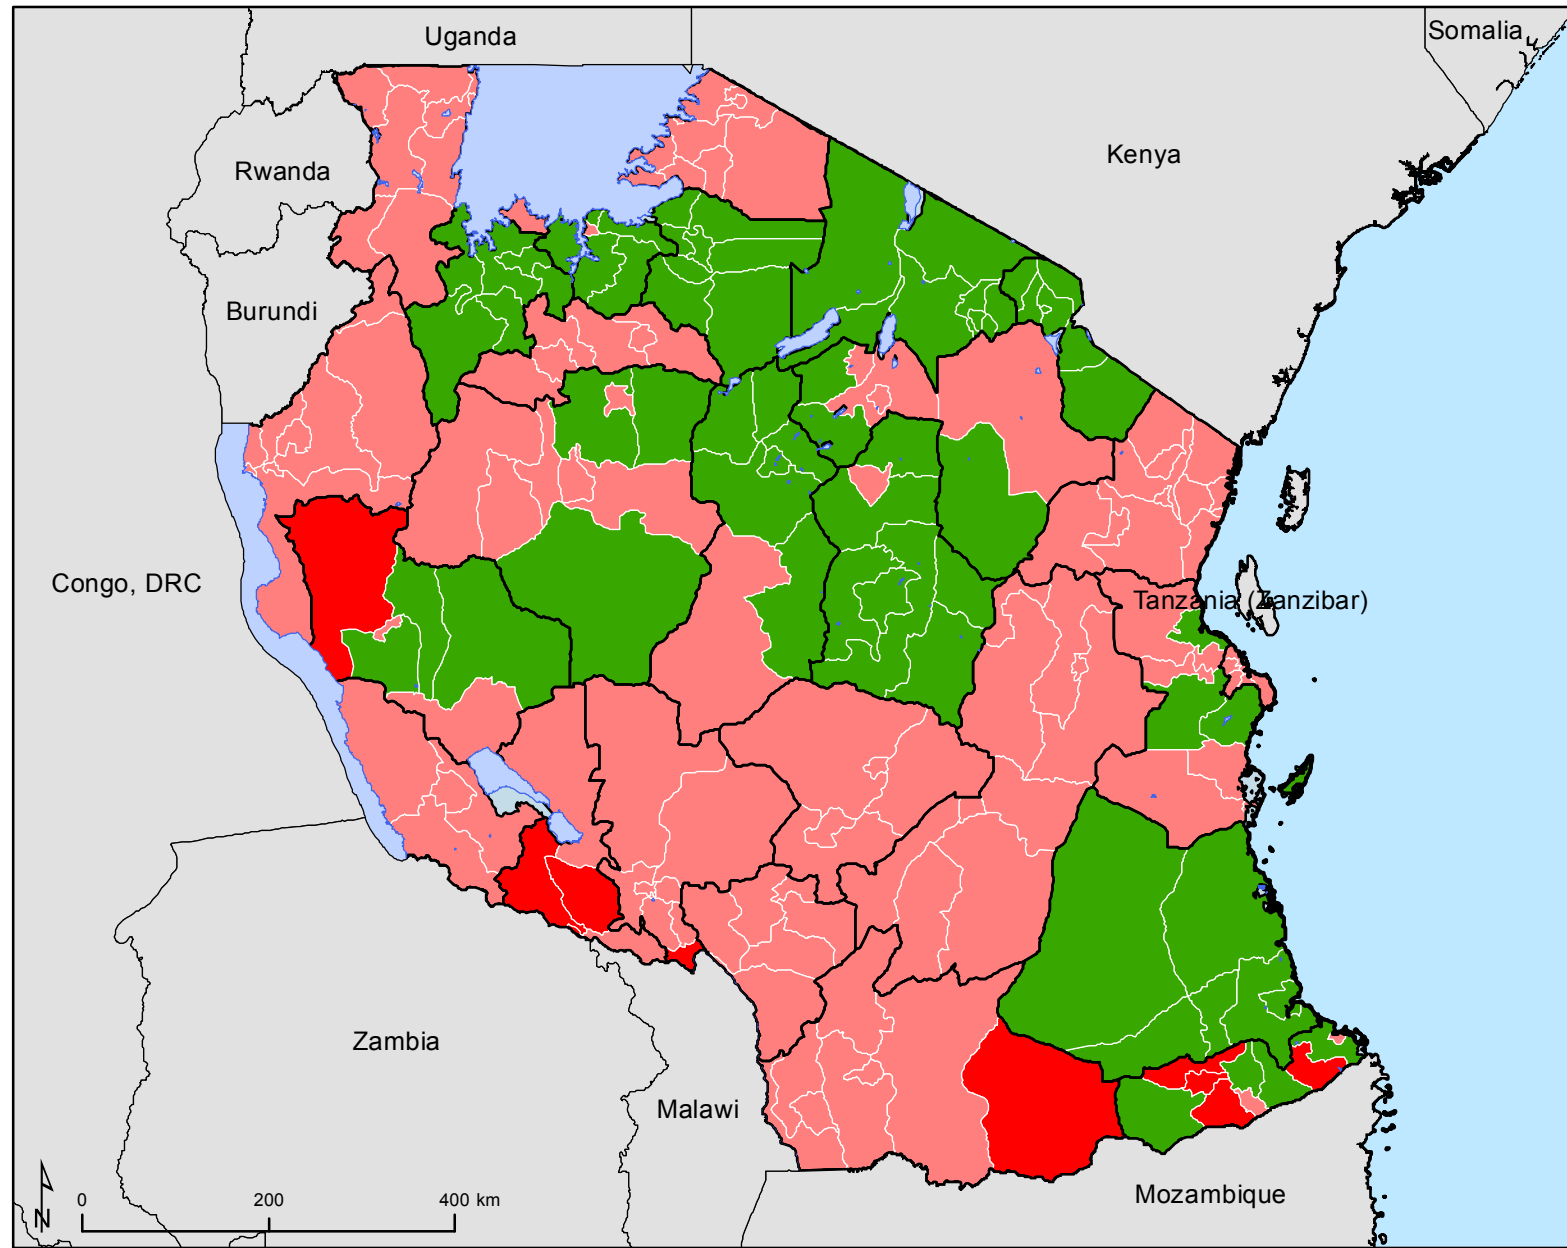 Uganda
Somalia
Kenya
Rwanda
Burundi
Congo, DRC
Tanzania (Zanzibar)
Zambia
Malawi
Mozambique
N
0 200 400 km